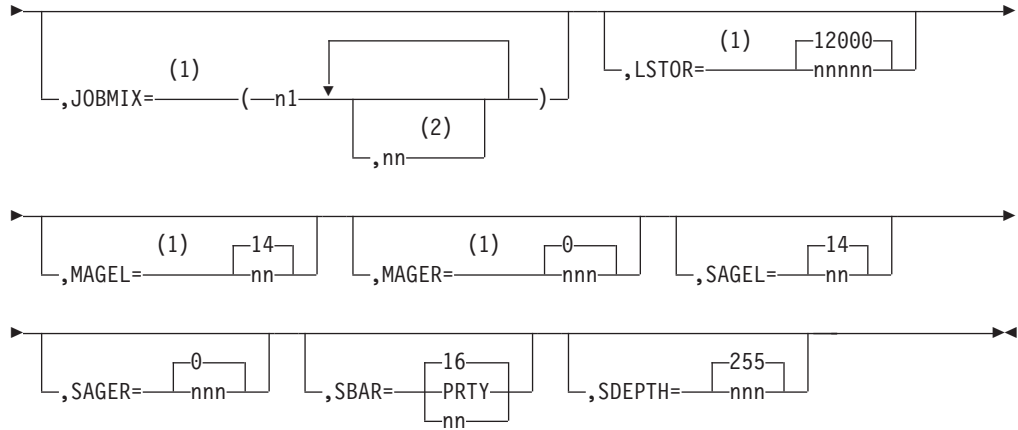 (1) (1) 12000
,LSTOR= nnnnn
,JOBMIX= ( n1 )
(2)
,nn
(1) 14 (1) 0 14
,MAGEL= nn ,MAGER= nnn ,SAGEL= nn
0 16 255
,SAGER= nnn ,SBAR= PRTY ,SDEPTH= nnn
nn